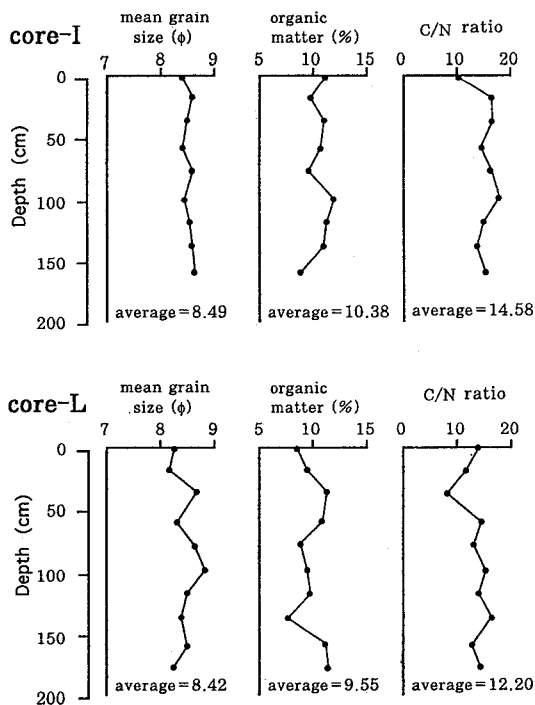 core-I
mean grain size (ϕ)
7 8 9
organic matter (%)
5 10 15
C/N ratio
0 10 20
Depth (cm)
0
50
100
150
200
average=8.49
average=10.38
average=14.58
core-L
mean grain size (ϕ)
7 8 9
organic matter (%)
5 10 15
C/N ratio
0 10 20
Depth (cm)
0
50
100
150
200
average=8.42
average=9.55
average=12.20